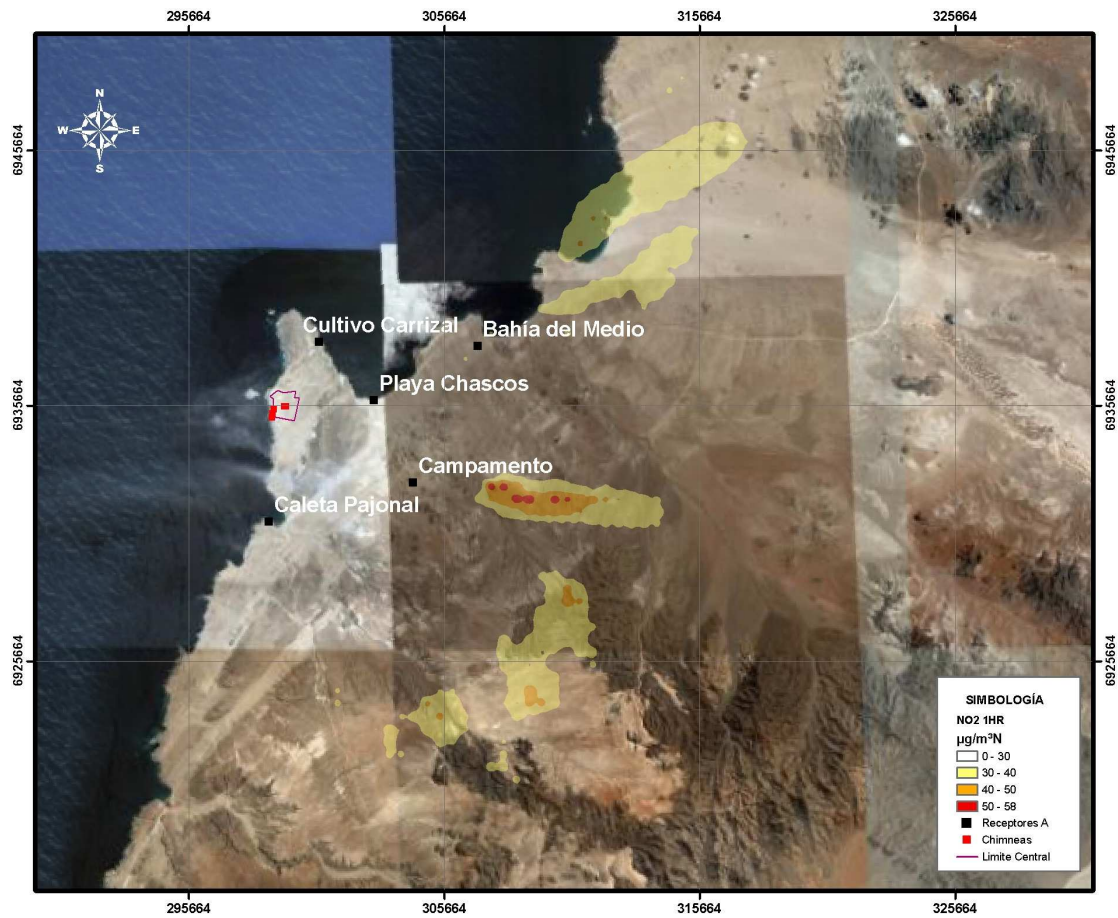 295664
305664
315664
325664
N
W
E
S
6945664
6945664
Cultivo Carrizal
Bahía del Medio
Playa Chascos
6935664
6935664
Campamento
Caleta Pajonal
6925664
6925664
SIMBOLOGÍA
NO2 1HR
µg/m³N
0 - 30
30 - 40
40 - 50
50 - 58
Receptores A
Chimneas
Limite Central
295664
305664
315664
325664